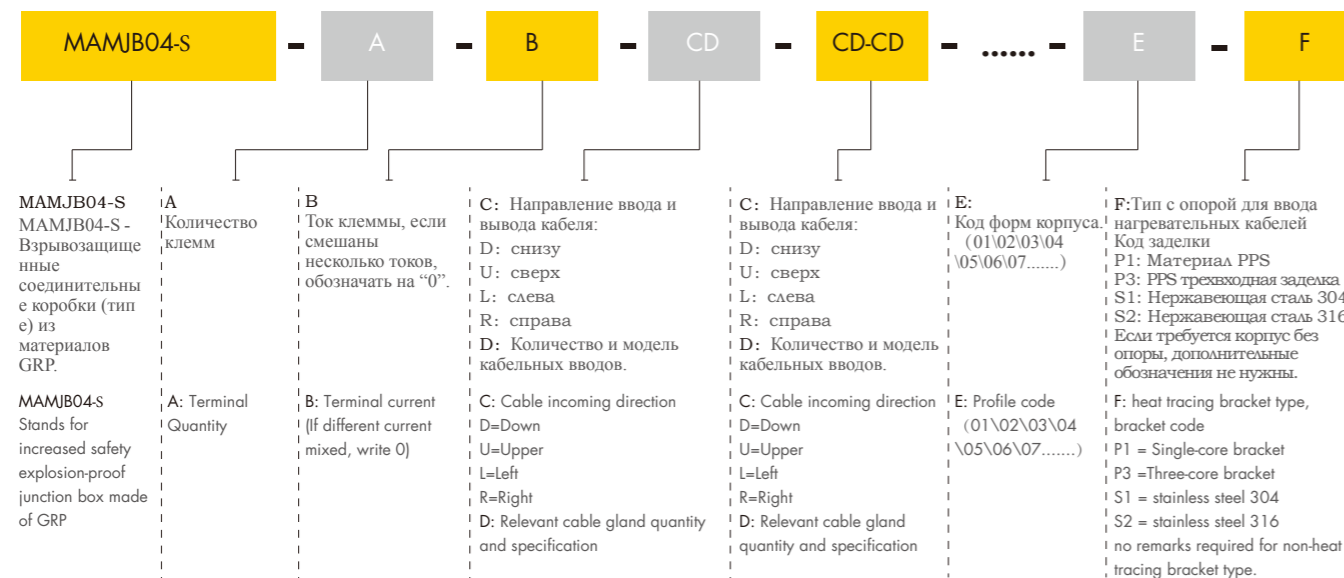 MAMJB04-S - A - B - CD - CD-CD - ...... - E - F
MAMJB04-S
MAMJB04-S -
Взрывозащище
нные
соединительны
е коробки (тип
е) из
материалов
GRP.
MAMJB04-S
Stands for
increased safety
explosion-proof
junction box made
of GRP
A
Количество
клемм
A: Terminal
Quantity
B
Ток клеммы, если
смешаны
несколько токов,
обозначать на “0”.
B: Terminal current
(If different current
mixed, write 0)
C: Направление ввода и
вывода кабеля:
D: снизу
U: сверх
L: слева
R: справа
D: Количество и модель
кабельных вводов.
C: Cable incoming direction
D=Down
U=Upper
L=Left
R=Right
D: Relevant cable gland quantity
and specification
C: Направление ввода и
вывода кабеля:
D: снизу
U: сверх
L: слева
R: справа
D: Количество и модель
кабельных вводов.
C: Cable incoming direction
D=Down
U=Upper
L=Left
R=Right
D: Relevant cable gland
quantity and specification
E:
Код форм корпуса.
(01\02\03\04
\05\06\07.......)
E: Profile code
(01\02\03\04
\05\06\07.......)
F:Тип с опорой для ввода
нагревательных кабелей
Код заделки
P1: Материал PPS
P3: PPS трехвходная заделка
S1: Нержавеющая сталь 304
S2: Нержавеющая сталь 316
Если требуется корпус без
опоры, дополнительные
обозначения не нужны.
F: heat tracing bracket type,
bracket code
P1 = Single-core bracket
P3 =Three-core bracket
S1 = stainless steel 304
S2 = stainless steel 316
no remarks required for non-heat
tracing bracket type.